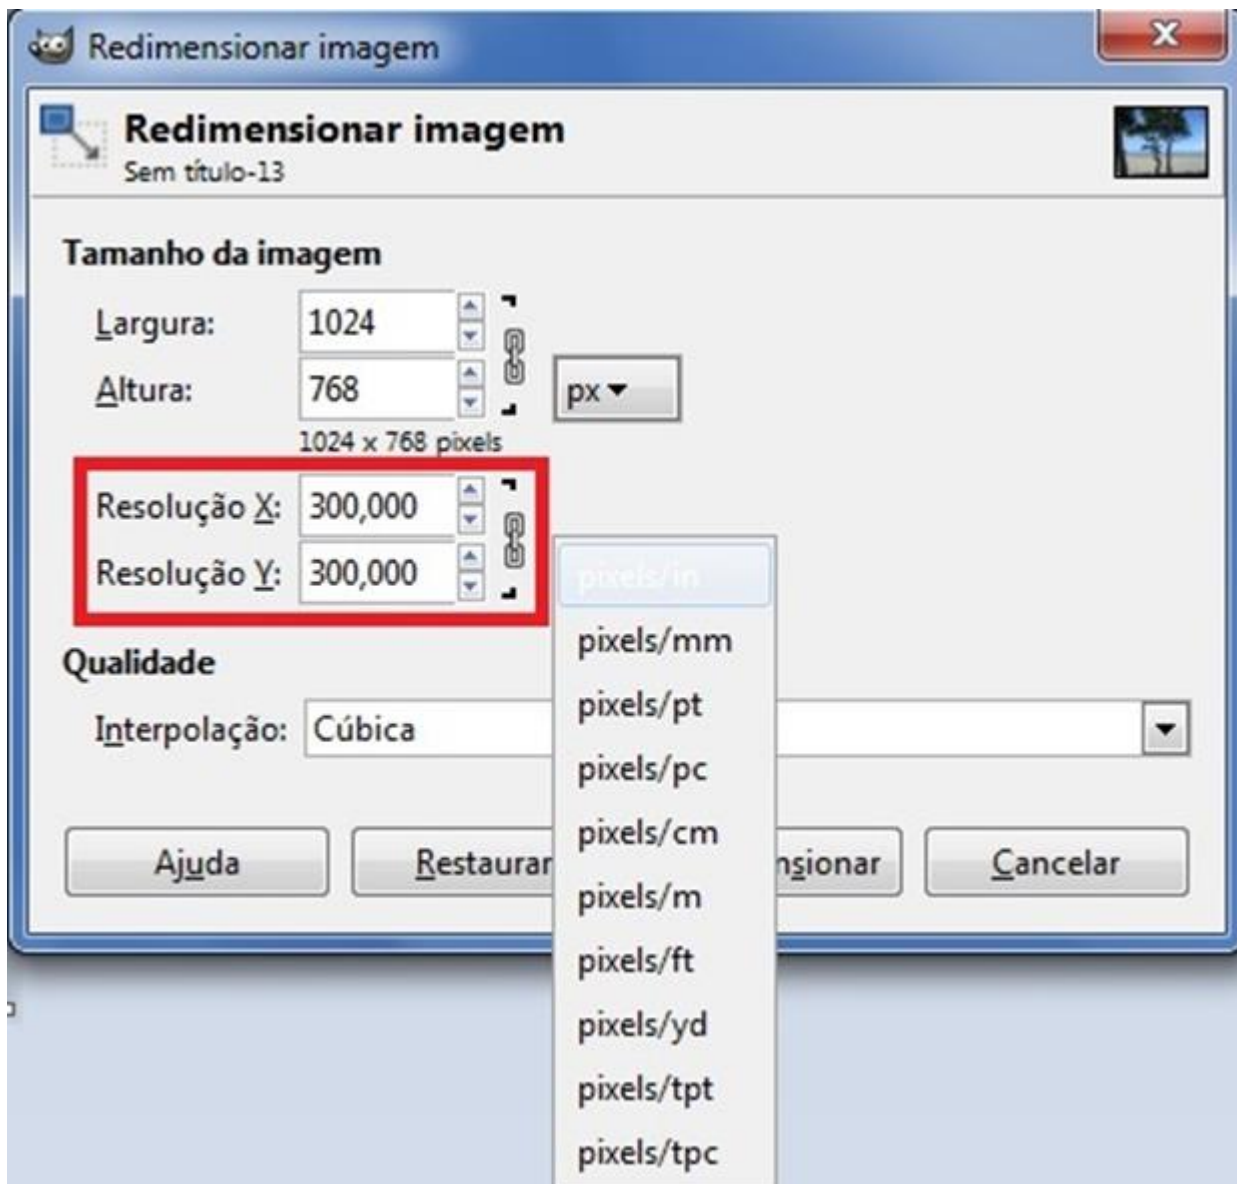 Redimensionar imagem
Redimensionar imagem
Sem título-13
Tamanho da imagem
Largura: 1024
Altura: 768 px
1024 x 768 pixels
Resolução X: 300,000
Resolução Y: 300,000
pixels/in
pixels/mm
pixels/pt
pixels/pc
pixels/cm
pixels/m
pixels/ft
pixels/yd
pixels/tpt
pixels/tpc
Qualidade
Interpolação: Cúbica
Ajuda Restaurar nsionar Cancelar